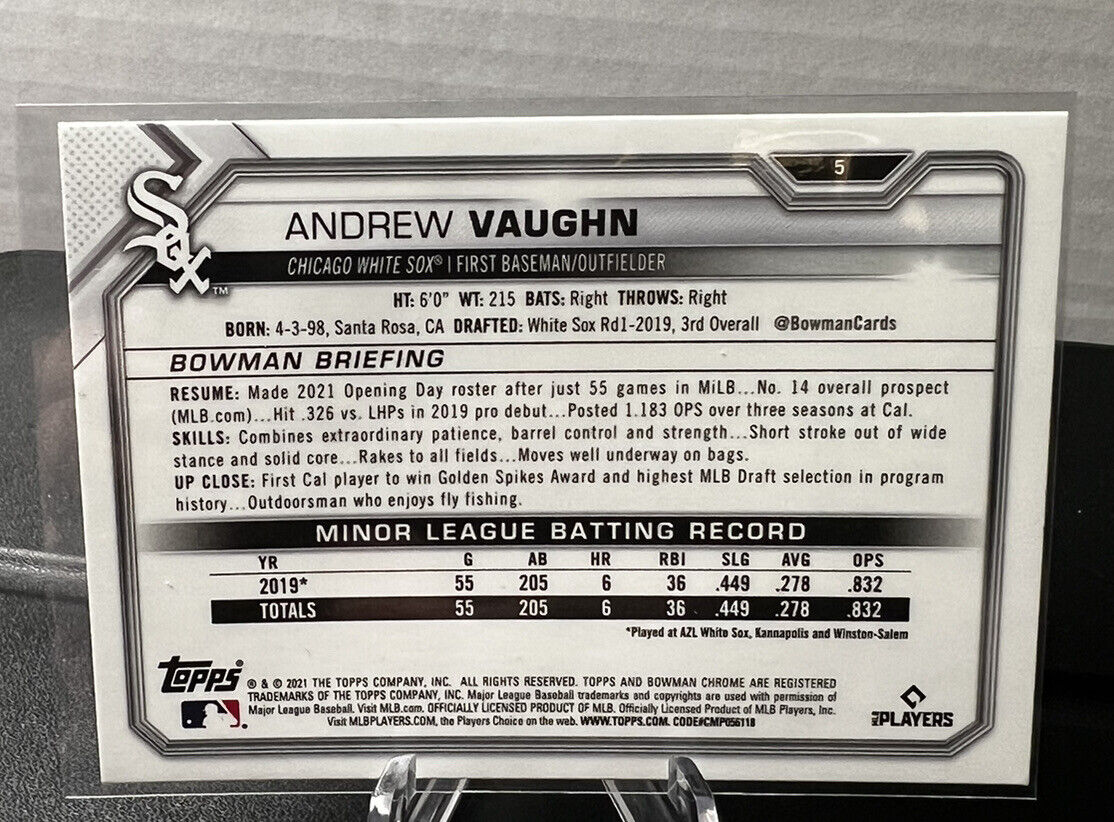 5
Sox
TM
ANDREW VAUGHN
CHICAGO WHITE SOX® | FIRST BASEMAN/OUTFIELDER
HT: 6'0" WT: 215 BATS: Right THROWS: Right
BORN: 4-3-98, Santa Rosa, CA DRAFTED: White Sox Rd1-2019, 3rd Overall @BowmanCards
BOWMAN BRIEFING
RESUME: Made 2021 Opening Day roster after just 55 games in MiLB...No. 14 overall prospect
(MLB.com)...Hit .326 vs. LHPs in 2019 pro debut...Posted 1.183 OPS over three seasons at Cal.
SKILLS: Combines extraordinary patience, barrel control and strength...Short stroke out of wide
stance and solid core...Rakes to all fields...Moves well underway on bags.
UP CLOSE: First Cal player to win Golden Spikes Award and highest MLB Draft selection in program
history...Outdoorsman who enjoys fly fishing.
MINOR LEAGUE BATTING RECORD
YR G AB HR RBI SLG AVG OPS
2019* 55 205 6 36 .449 .278 .832
TOTALS 55 205 6 36 .449 .278 .832
*Played at AZL White Sox, Kannapolis and Winston-Salem
Topps
® & © 2021 THE TOPPS COMPANY, INC. ALL RIGHTS RESERVED. TOPPS AND BOWMAN CHROME ARE REGISTERED
TRADEMARKS OF THE TOPPS COMPANY, INC. Major League Baseball trademarks and copyrights are used with permission of
Major League Baseball. Visit MLB.com. OFFICIALLY LICENSED PRODUCT OF MLB. Officially Licensed Product of MLB Players, Inc.
Visit MLBPLAYERS.COM, the Players Choice on the web. WWW.TOPPS.COM. CODE#CMP056118
MLB PLAYERS